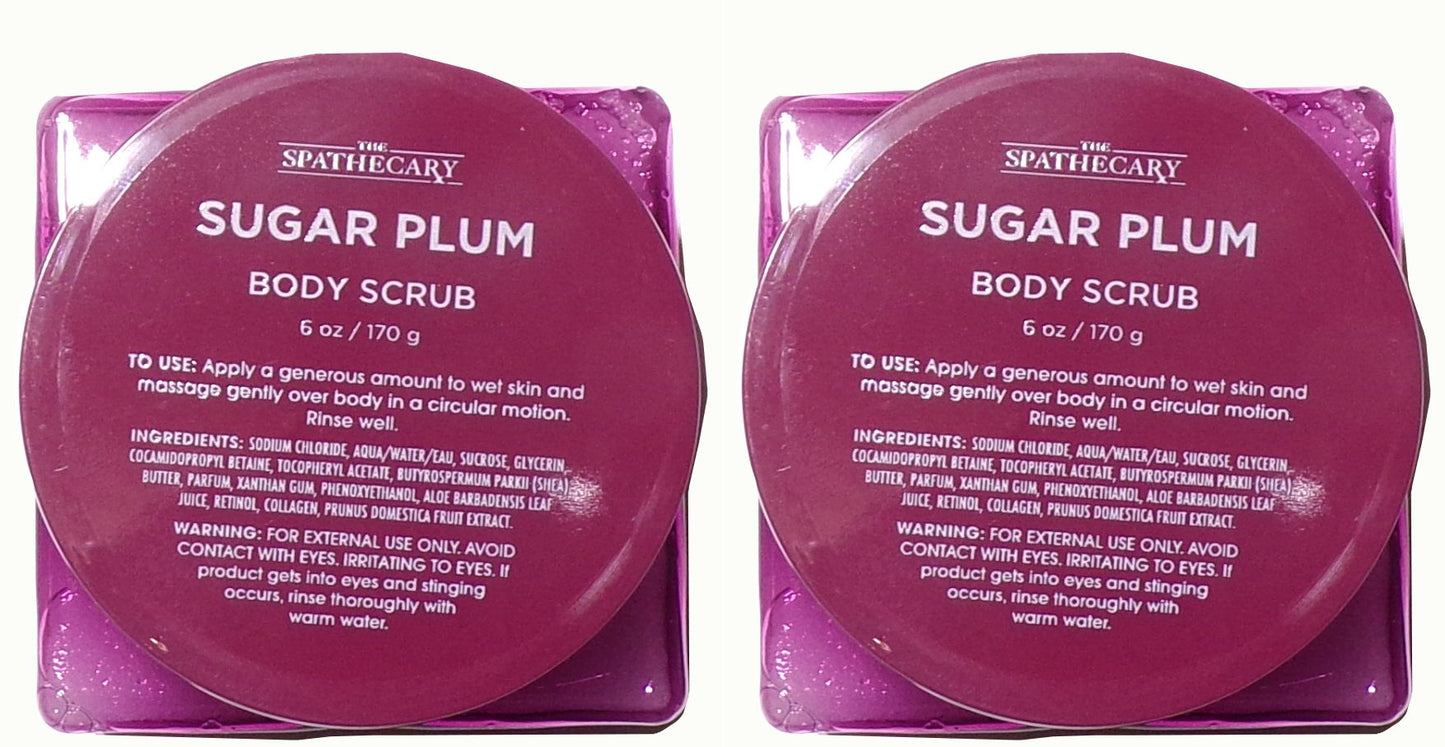 THE
SPATHECARY
SUGAR PLUM
BODY SCRUB
6 oz / 170 g
TO USE: Apply a generous amount to wet skin and
massage gently over body in a circular motion.
Rinse well.
INGREDIENTS: SODIUM CHLORIDE, AQUA/WATER/EAU, SUCROSE, GLYCERIN,
COCAMIDOPROPYL BETAINE, TOCOPHERYL ACETATE, BUTYROSPERMUM PARKII (SHEA)
BUTTER, PARFUM, XANTHAN GUM, PHENOXYETHANOL, ALOE BARBADENSIS LEAF
JUICE, RETINOL, COLLAGEN, PRUNUS DOMESTICA FRUIT EXTRACT.
WARNING: FOR EXTERNAL USE ONLY. AVOID
CONTACT WITH EYES. IRRITATING TO EYES. If
product gets into eyes and stinging
occurs, rinse thoroughly with
warm water.
THE
SPATHECARY
SUGAR PLUM
BODY SCRUB
6 oz / 170 g
TO USE: Apply a generous amount to wet skin and
massage gently over body in a circular motion.
Rinse well.
INGREDIENTS: SODIUM CHLORIDE, AQUA/WATER/EAU, SUCROSE, GLYCERIN,
COCAMIDOPROPYL BETAINE, TOCOPHERYL ACETATE, BUTYROSPERMUM PARKII (SHEA)
BUTTER, PARFUM, XANTHAN GUM, PHENOXYETHANOL, ALOE BARBADENSIS LEAF
JUICE, RETINOL, COLLAGEN, PRUNUS DOMESTICA FRUIT EXTRACT.
WARNING: FOR EXTERNAL USE ONLY. AVOID
CONTACT WITH EYES. IRRITATING TO EYES. If
product gets into eyes and stinging
occurs, rinse thoroughly with
warm water.